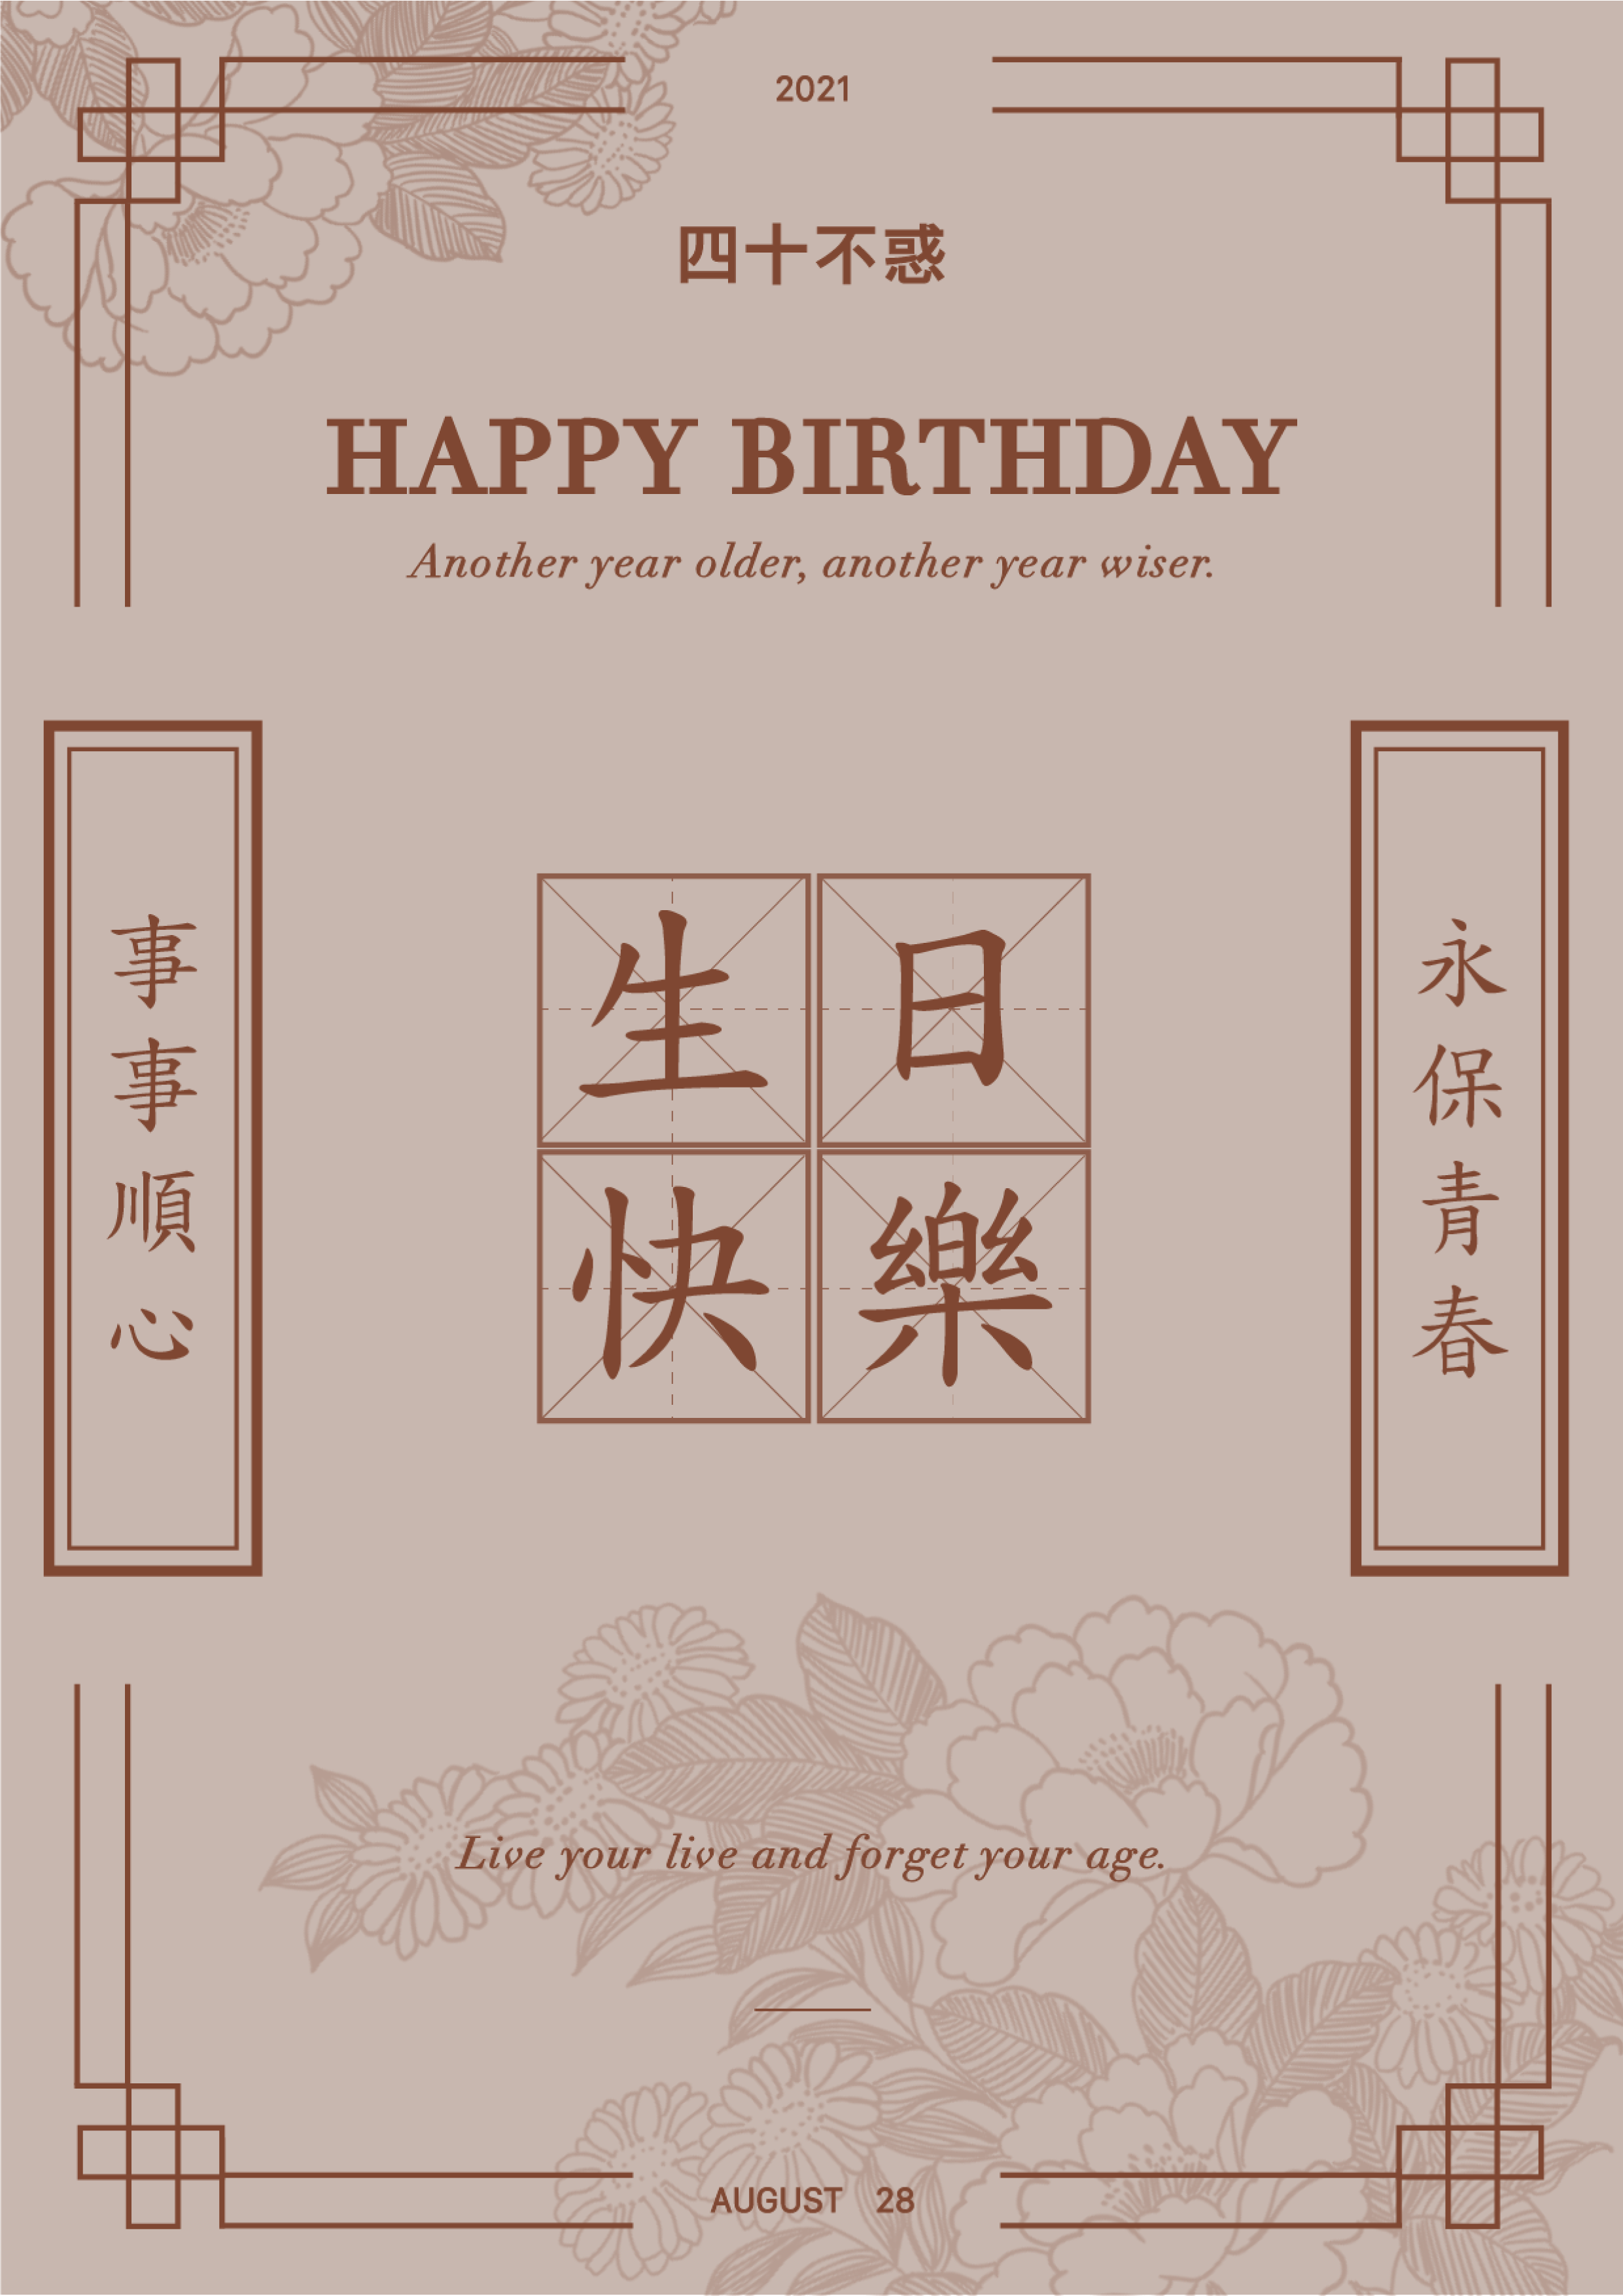 2021
四十不惑
HAPPY BIRTHDAY
Another year older, another year wiser.
永保青春
事事順心
生日
快樂
Live your live and forget your age.
AUGUST 28